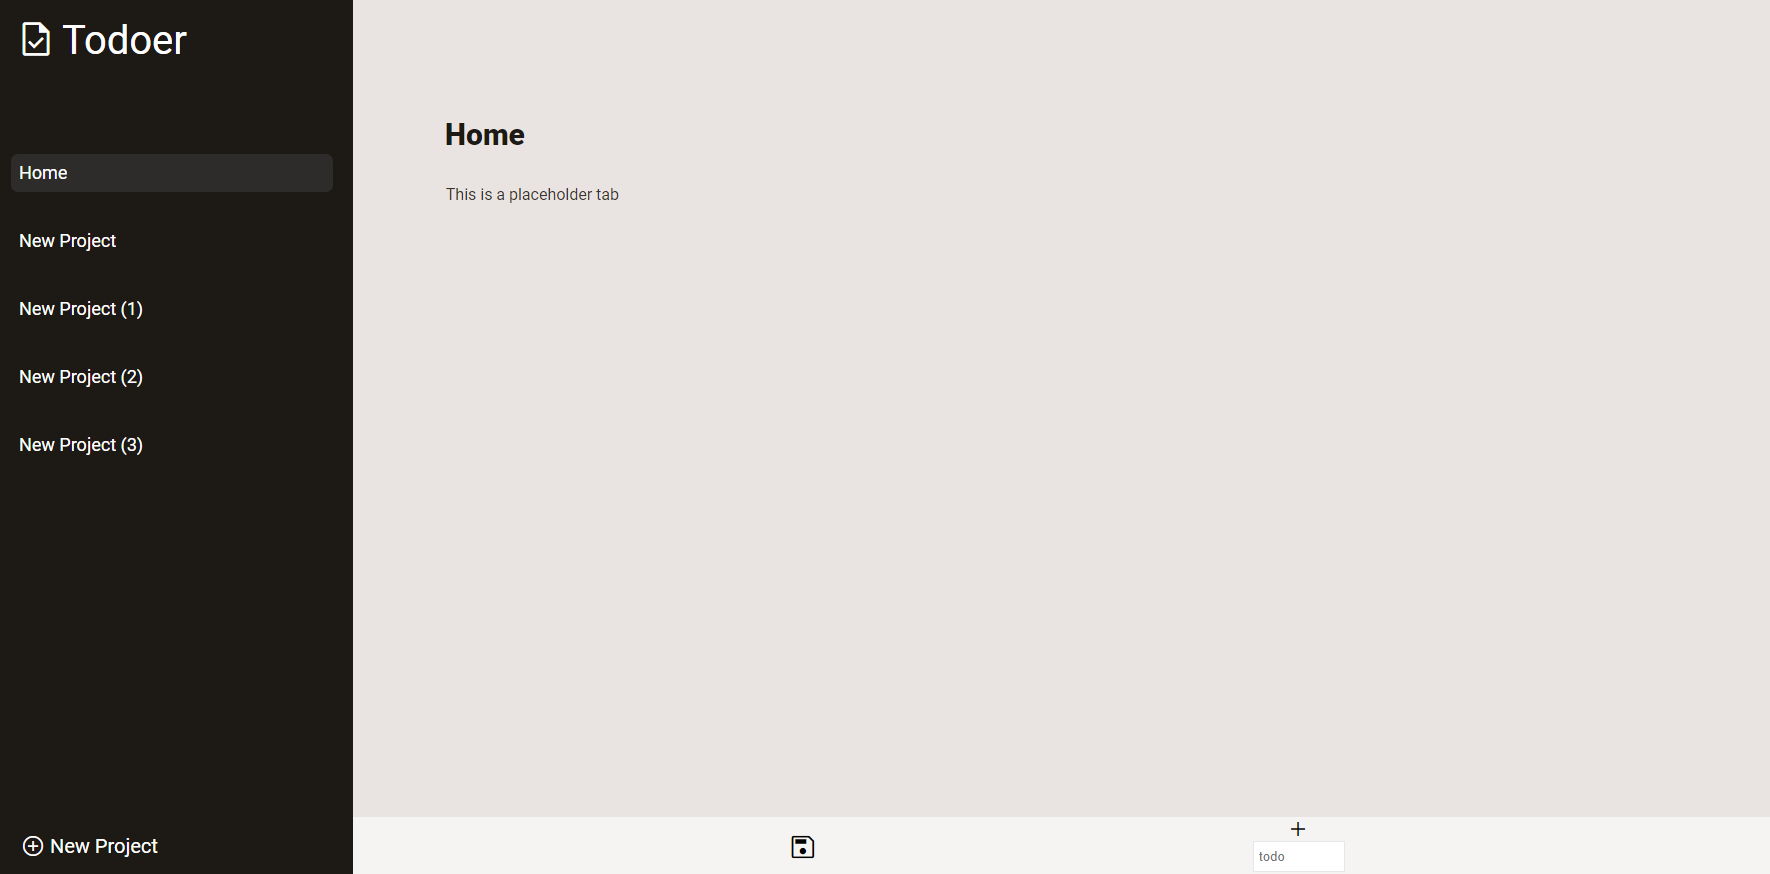 Todoer
Home
New Project
New Project (1)
New Project (2)
New Project (3)
New Project
Home
This is a placeholder tab
todo